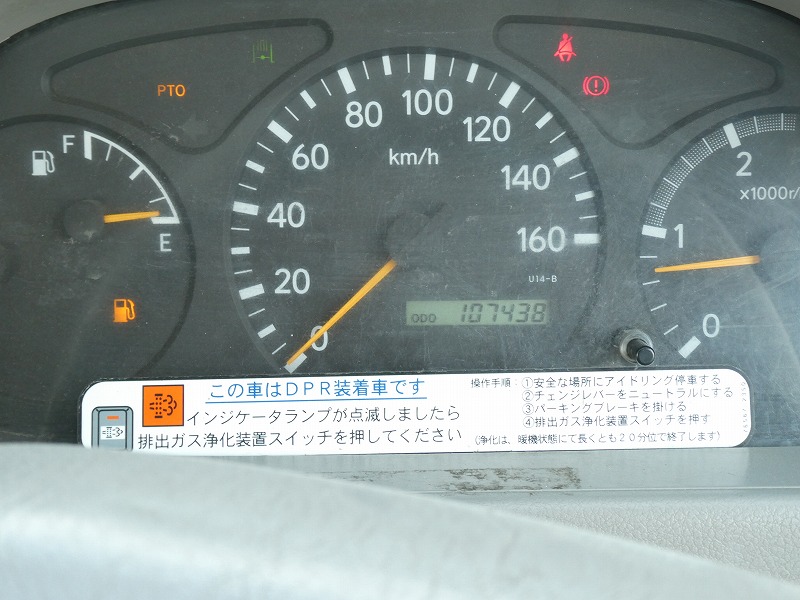 PTO
F
E
0
20
40
60
80
100
120
140
160
km/h
U14-B
ODO 107438
0
1
2
x1000r/
この車はDPR装着車です
インジケータランプが点滅しましたら
排出ガス浄化装置スイッチを押してください
操作手順：①安全な場所にアイドリング停車する
②チェンジレバーをニュートラルにする
③パーキングブレーキを掛ける
④排出ガス浄化装置スイッチを押す
（浄化は、暖機状態にて長くとも20分位で終了します）